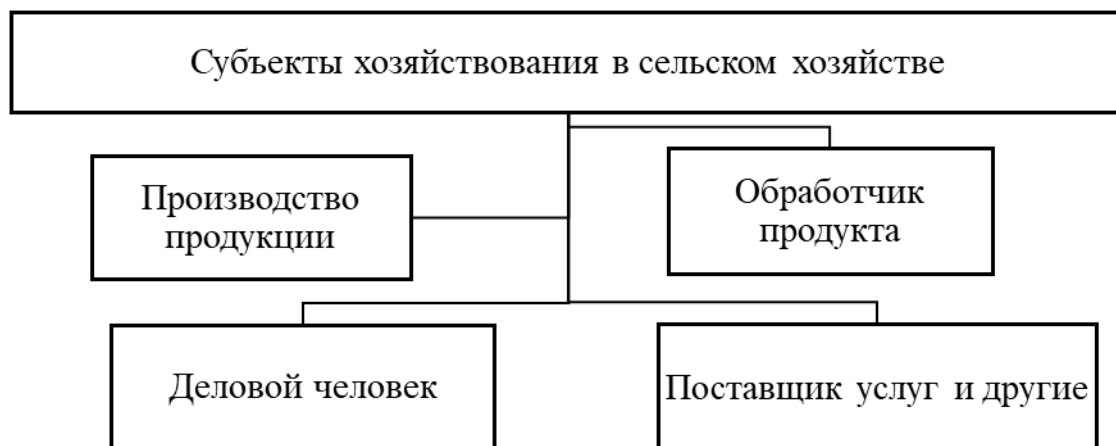 Субъекты хозяйствования в сельском хозяйстве
Производство
продукции
Обработчик
продукта
Деловой человек
Поставщик услуг и другие